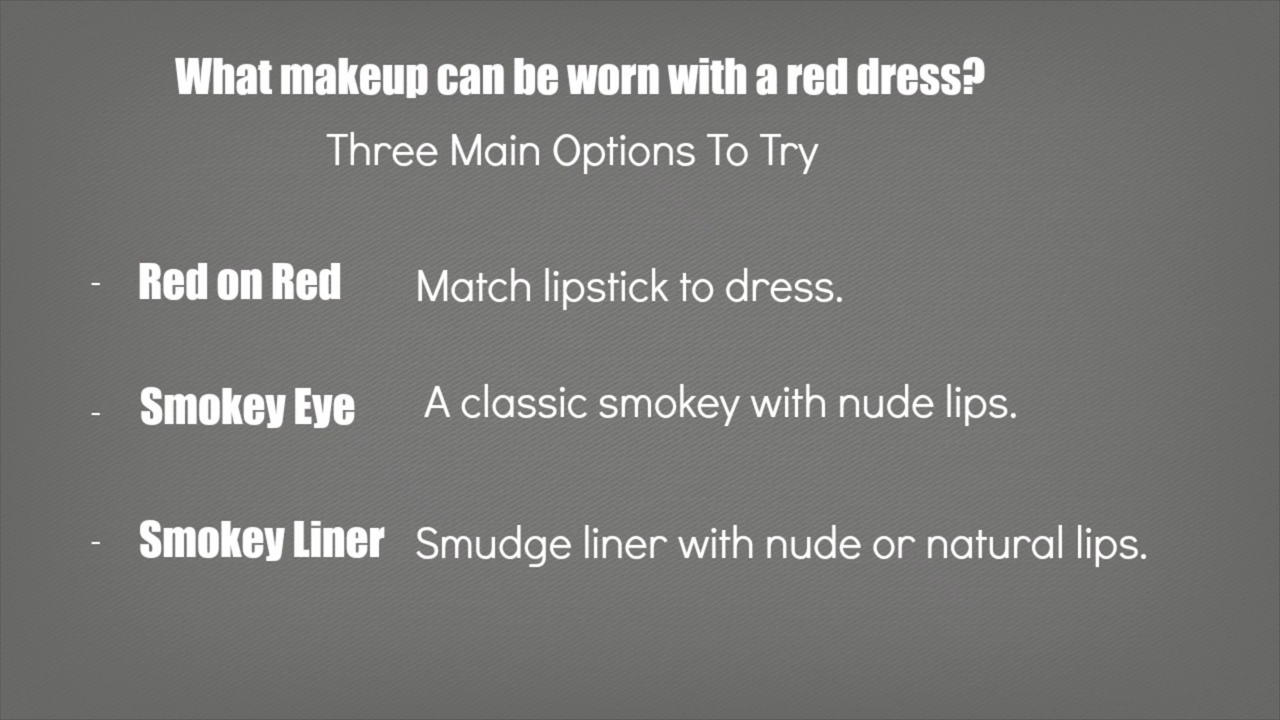 What makeup can be worn with a red dress?
Three Main Options To Try
- Red on Red Match lipstick to dress.
- Smokey Eye A classic smokey with nude lips.
- Smokey Liner Smudge liner with nude or natural lips.